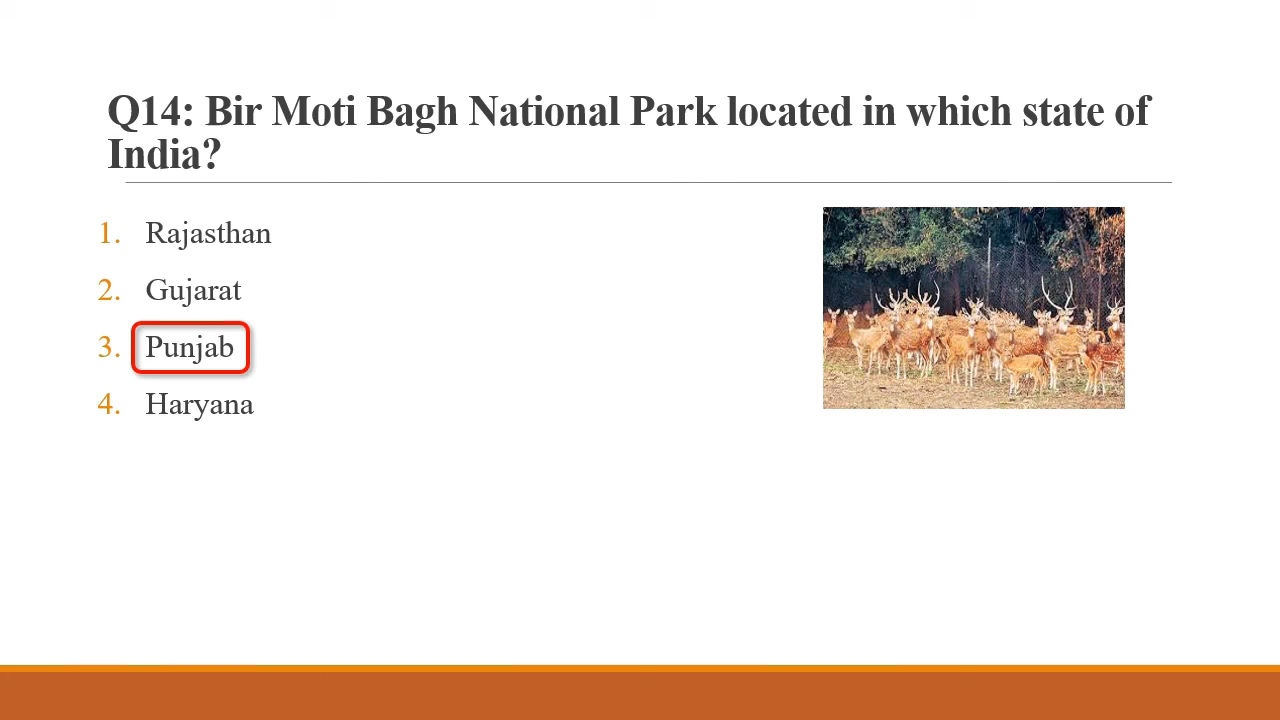 Q14: Bir Moti Bagh National Park located in which state of
India?
1. Rajasthan
2. Gujarat
3. Punjab
4. Haryana